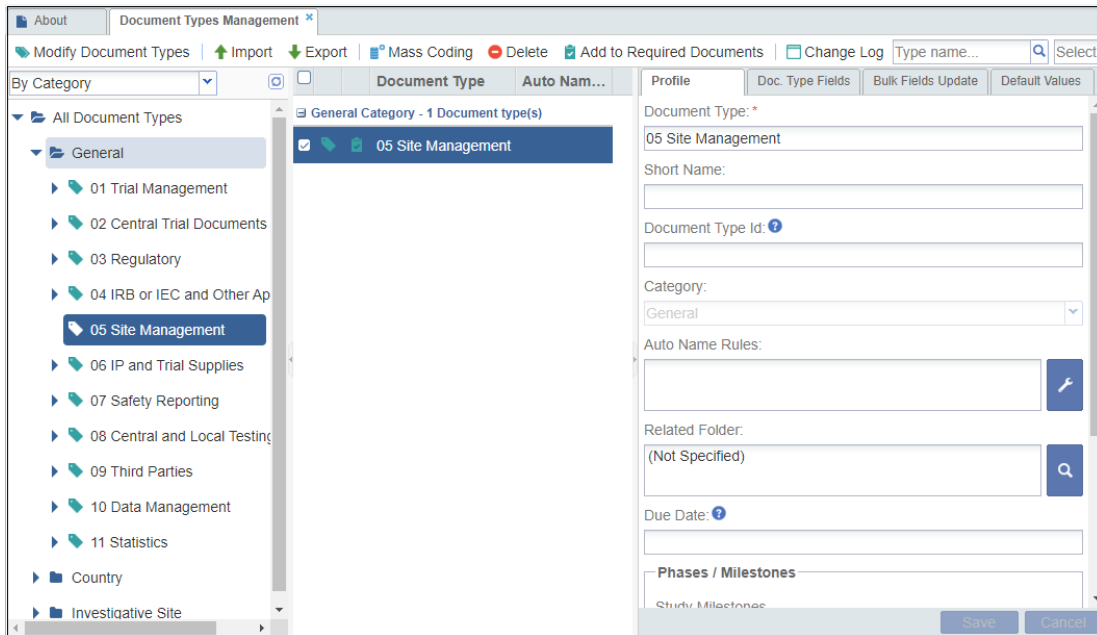 About
Document Types Management
Modify Document Types Import Export Mass Coding Delete Add to Required Documents Change Log Type name... Select
By Category
All Document Types
General
01 Trial Management
02 Central Trial Documents
03 Regulatory
04 IRB or IEC and Other Ap
05 Site Management
06 IP and Trial Supplies
07 Safety Reporting
08 Central and Local Testing
09 Third Parties
10 Data Management
11 Statistics
Country
Investigative Site
Document Type Auto Nam...
General Category - 1 Document type(s)
05 Site Management
Profile Doc. Type Fields Bulk Fields Update Default Values
Document Type: *
05 Site Management
Short Name:
Document Type Id: ?
Category:
General
Auto Name Rules:
Related Folder:
(Not Specified)
Due Date: ?
Phases / Milestones
Study Milestones
Save Cancel